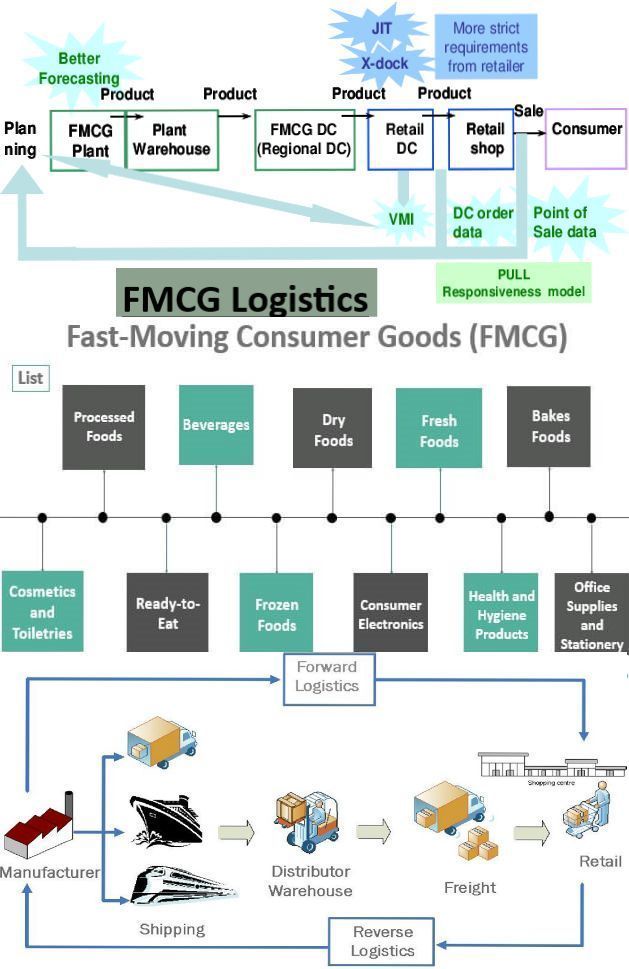 JIT
X-dock
More strict
requirements
from retailer
Better
Forecasting
Product
Product
Product
Product
Sale
Plan
ning
FMCG
Plant
Plant
Warehouse
FMCG DC
(Regional DC)
Retail
DC
Retail
shop
Consumer
VMI
DC order
data
Point of
Sale data
PULL
Responsiveness model
FMCG Logistics
Fast-Moving Consumer Goods (FMCG)
List
Processed
Foods
Beverages
Dry
Foods
Fresh
Foods
Bakes
Foods
Cosmetics
and
Toiletries
Ready-to-
Eat
Frozen
Foods
Consumer
Electronics
Health and
Hygiene
Products
Office
Supplies
and
Stationery
Forward
Logistics
Shopping centre
Manufacturer
Shipping
Distributor
Warehouse
Freight
Retail
Reverse
Logistics